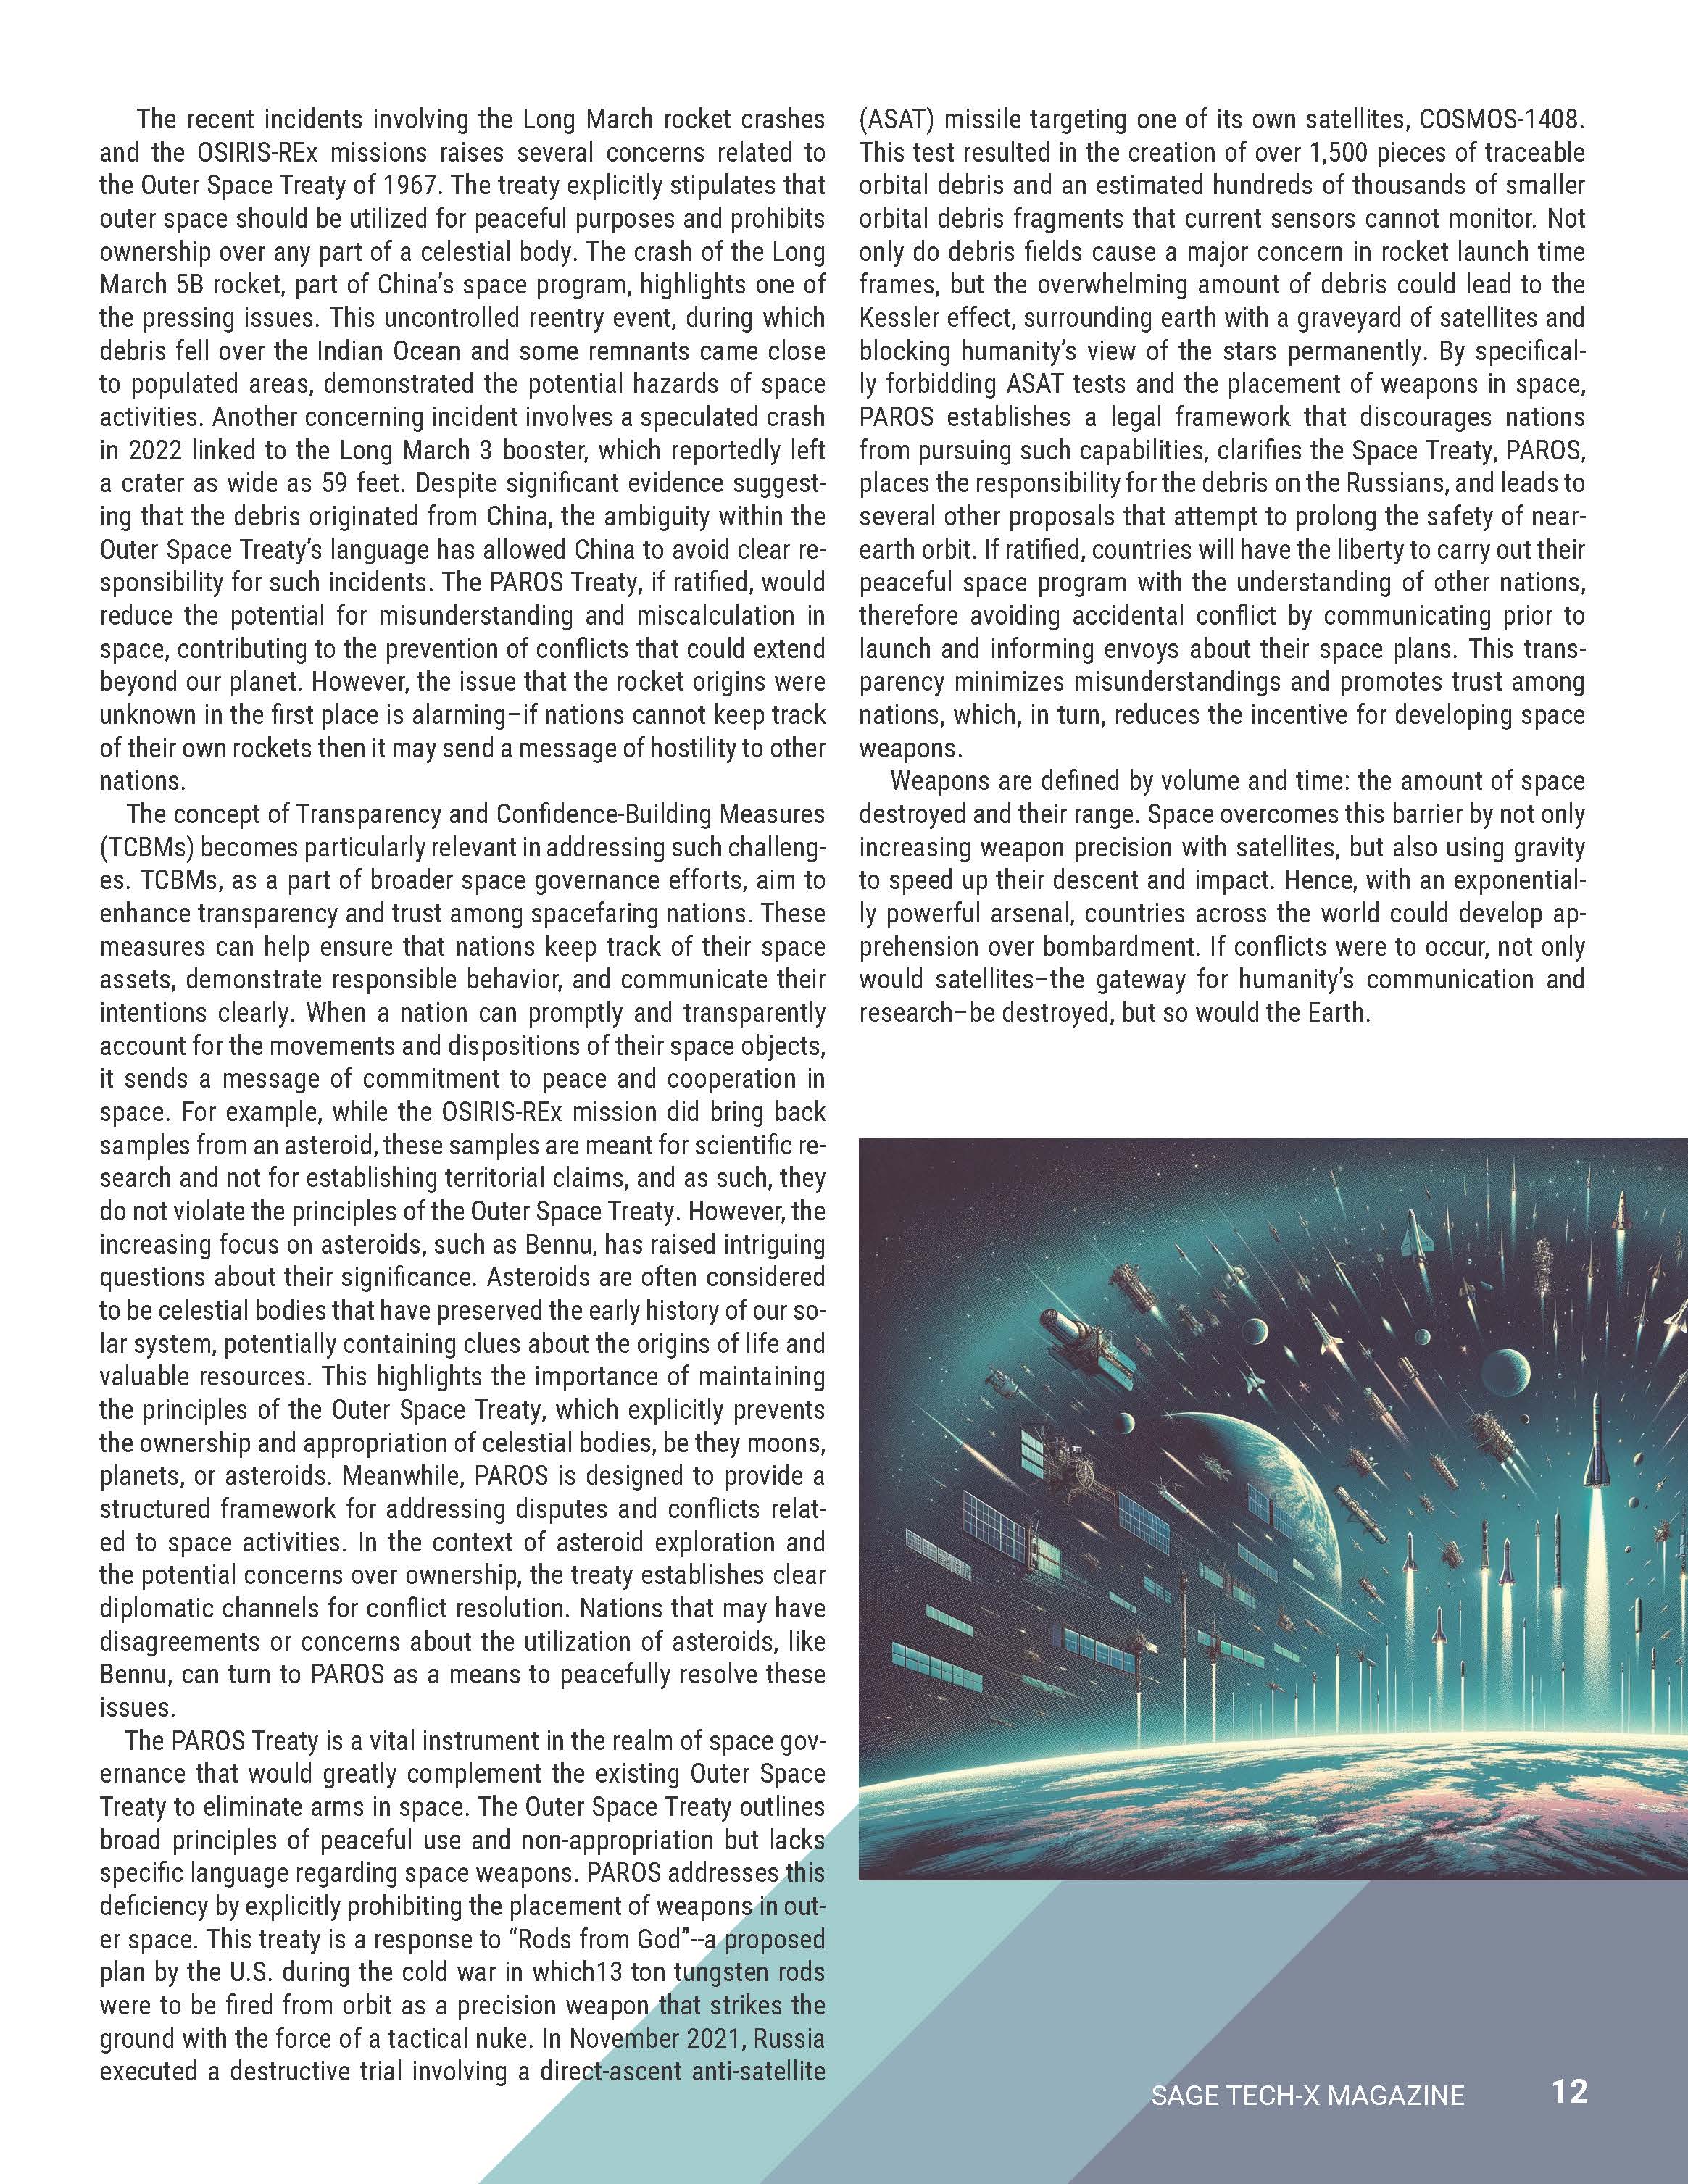 The recent incidents involving the Long March rocket crashes
and the OSIRIS-REx missions raises several concerns related to
the Outer Space Treaty of 1967. The treaty explicitly stipulates that
outer space should be utilized for peaceful purposes and prohibits
ownership over any part of a celestial body. The crash of the Long
March 5B rocket, part of China’s space program, highlights one of
the pressing issues. This uncontrolled reentry event, during which
debris fell over the Indian Ocean and some remnants came close
to populated areas, demonstrated the potential hazards of space
activities. Another concerning incident involves a speculated crash
in 2022 linked to the Long March 3 booster, which reportedly left
a crater as wide as 59 feet. Despite significant evidence suggest-
ing that the debris originated from China, the ambiguity within the
Outer Space Treaty’s language has allowed China to avoid clear re-
sponsibility for such incidents. The PAROS Treaty, if ratified, would
reduce the potential for misunderstanding and miscalculation in
space, contributing to the prevention of conflicts that could extend
beyond our planet. However, the issue that the rocket origins were
unknown in the first place is alarming–if nations cannot keep track
of their own rockets then it may send a message of hostility to other
nations.
The concept of Transparency and Confidence-Building Measures
(TCBMs) becomes particularly relevant in addressing such challeng-
es. TCBMs, as a part of broader space governance efforts, aim to
enhance transparency and trust among spacefaring nations. These
measures can help ensure that nations keep track of their space
assets, demonstrate responsible behavior, and communicate their
intentions clearly. When a nation can promptly and transparently
account for the movements and dispositions of their space objects,
it sends a message of commitment to peace and cooperation in
space. For example, while the OSIRIS-REx mission did bring back
samples from an asteroid, these samples are meant for scientific re-
search and not for establishing territorial claims, and as such, they
do not violate the principles of the Outer Space Treaty. However, the
increasing focus on asteroids, such as Bennu, has raised intriguing
questions about their significance. Asteroids are often considered
to be celestial bodies that have preserved the early history of our so-
lar system, potentially containing clues about the origins of life and
valuable resources. This highlights the importance of maintaining
the principles of the Outer Space Treaty, which explicitly prevents
the ownership and appropriation of celestial bodies, be they moons,
planets, or asteroids. Meanwhile, PAROS is designed to provide a
structured framework for addressing disputes and conflicts relat-
ed to space activities. In the context of asteroid exploration and
the potential concerns over ownership, the treaty establishes clear
diplomatic channels for conflict resolution. Nations that may have
disagreements or concerns about the utilization of asteroids, like
Bennu, can turn to PAROS as a means to peacefully resolve these
issues.
The PAROS Treaty is a vital instrument in the realm of space gov-
ernance that would greatly complement the existing Outer Space
Treaty to eliminate arms in space. The Outer Space Treaty outlines
broad principles of peaceful use and non-appropriation but lacks
specific language regarding space weapons. PAROS addresses this
deficiency by explicitly prohibiting the placement of weapons in out-
er space. This treaty is a response to “Rods from God”--a proposed
plan by the U.S. during the cold war in which13 ton tungsten rods
were to be fired from orbit as a precision weapon that strikes the
ground with the force of a tactical nuke. In November 2021, Russia
executed a destructive trial involving a direct-ascent anti-satellite
(ASAT) missile targeting one of its own satellites, COSMOS-1408.
This test resulted in the creation of over 1,500 pieces of traceable
orbital debris and an estimated hundreds of thousands of smaller
orbital debris fragments that current sensors cannot monitor. Not
only do debris fields cause a major concern in rocket launch time
frames, but the overwhelming amount of debris could lead to the
Kessler effect, surrounding earth with a graveyard of satellites and
blocking humanity’s view of the stars permanently. By specifical-
ly forbidding ASAT tests and the placement of weapons in space,
PAROS establishes a legal framework that discourages nations
from pursuing such capabilities, clarifies the Space Treaty, PAROS,
places the responsibility for the debris on the Russians, and leads to
several other proposals that attempt to prolong the safety of near-
earth orbit. If ratified, countries will have the liberty to carry out their
peaceful space program with the understanding of other nations,
therefore avoiding accidental conflict by communicating prior to
launch and informing envoys about their space plans. This trans-
parency minimizes misunderstandings and promotes trust among
nations, which, in turn, reduces the incentive for developing space
weapons.
Weapons are defined by volume and time: the amount of space
destroyed and their range. Space overcomes this barrier by not only
increasing weapon precision with satellites, but also using gravity
to speed up their descent and impact. Hence, with an exponential-
ly powerful arsenal, countries across the world could develop ap-
prehension over bombardment. If conflicts were to occur, not only
would satellites–the gateway for humanity’s communication and
research–be destroyed, but so would the Earth.
SAGE TECH-X MAGAZINE 12